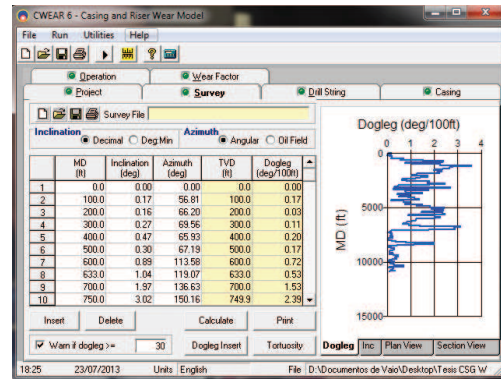 CWEAR 6 - Casing and Riser Wear Model
File Run Utilities Help
Operation Wear Factor
Project Survey Drill String Casing
Survey File
Inclination Decimal Deg Min Azimuth Angular Oil Field
MD (ft) Inclination (deg) Azimuth (deg) TVD (ft) Dogleg (deg/100ft)
1 0.0 0.00 0.00 0.0 0.00
2 100.0 0.17 56.81 100.0 0.17
3 200.0 0.16 66.20 200.0 0.03
4 300.0 0.27 69.56 300.0 0.11
5 400.0 0.47 65.93 400.0 0.20
6 500.0 0.30 67.19 500.0 0.17
7 600.0 0.89 113.58 600.0 0.72
8 633.0 1.04 119.07 633.0 0.53
9 700.0 1.97 136.63 700.0 1.53
10 750.0 3.02 150.16 749.9 2.39
Insert Delete Calculate Print
Warn if dogleg >= 30 Dogleg Insert Tortuosity
Dogleg (deg/100ft)
0 1 2 3 4
0
5000
10000
15000
MD (ft)
Dogleg Inc Plan View Section View
18:25 23/07/2013 Units English File D:\Documentos de Vaio\Desktop\Tesis CSG W